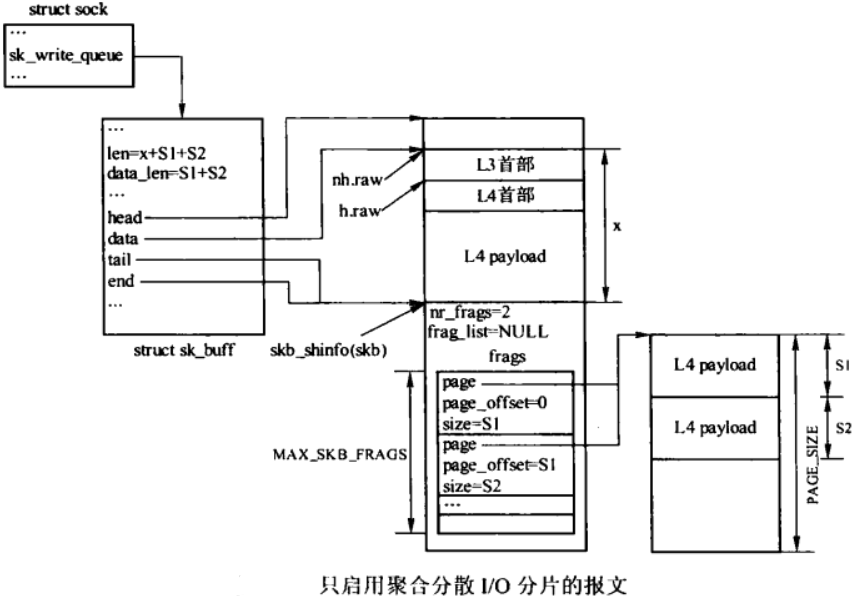 struct sock
...
sk_write_queue
...
...
len=x+S1+S2
data_len=S1+S2
...
head
data
tail
end
...
struct sk_buff
nh.raw
h.raw
skb_shinfo(skb)
L3首部
L4首部
L4 payload
x
nr_frags=2
frag_list=NULL
frags
page
page_offset=0
size=S1
page
page_offset=S1
size=S2
...
MAX_SKB_FRAGS
L4 payload
S1
L4 payload
S2
PAGE_SIZE
只启用聚合分散 I/O 分片的报文